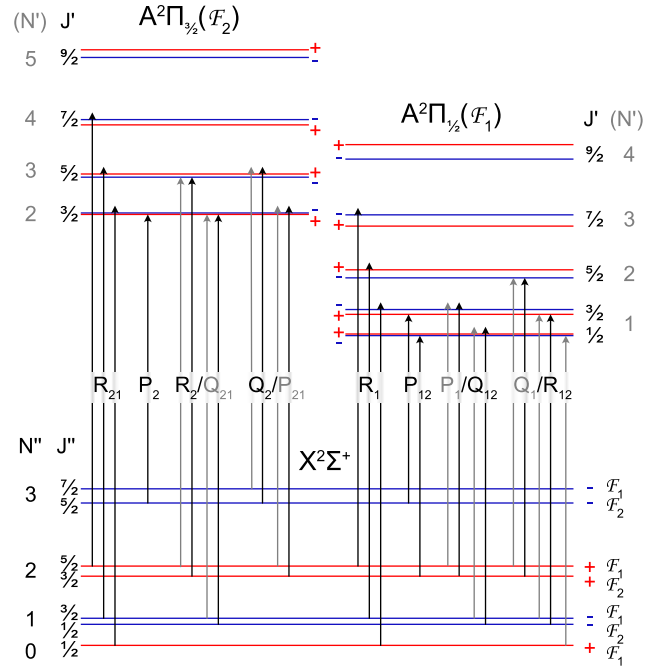 A²Π₃⁄₂(ℱ₂)
(N') J'
5 ⁹⁄₂ + -
4 ⁷⁄₂ - +
3 ⁵⁄₂ + -
2 ³⁄₂ - +
A²Π₁⁄₂(ℱ₁)
J' (N')
+ - ⁹⁄₂ 4
- + ⁷⁄₂ 3
+ - ⁵⁄₂ 2
- + ³⁄₂ 1
+ - ¹⁄₂
R₂₁ P₂ R₂/Q₂₁ Q₂/P₂₁ R₁ P₁₂ P₁/Q₁₂ Q₁/R₁₂
X²Σ⁺
N'' J''
3 ⁷⁄₂ - ℱ₁
⁵⁄₂ - ℱ₂
2 ⁵⁄₂ + ℱ₁
³⁄₂ + ℱ₂
1 ³⁄₂ - ℱ₁
¹⁄₂ - ℱ₂
0 ¹⁄₂ + ℱ₁